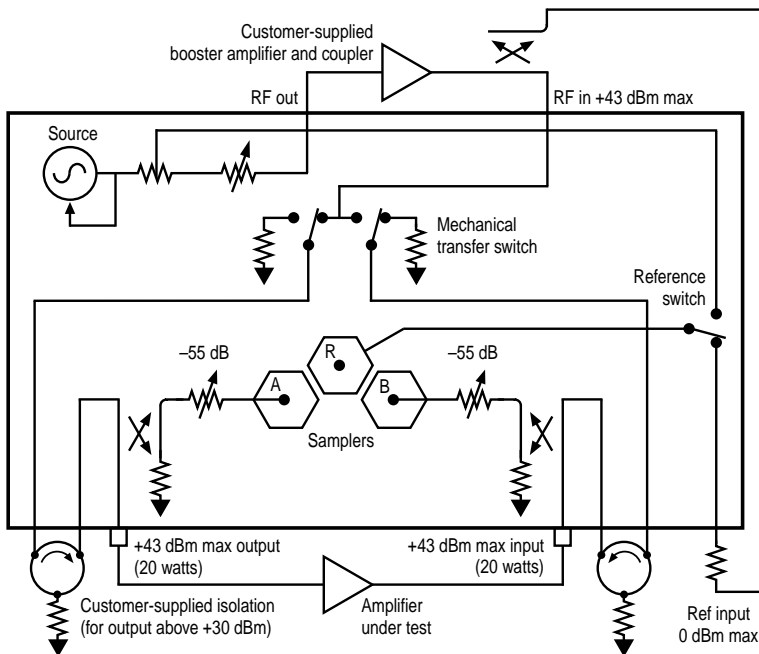 Customer-supplied
booster amplifier and coupler
RF out
RF in +43 dBm max
Source
Mechanical
transfer switch
Reference
switch
–55 dB
R
–55 dB
A
B
Samplers
+43 dBm max output
(20 watts)
+43 dBm max input
(20 watts)
Customer-supplied isolation
(for output above +30 dBm)
Amplifier
under test
Ref input
0 dBm max